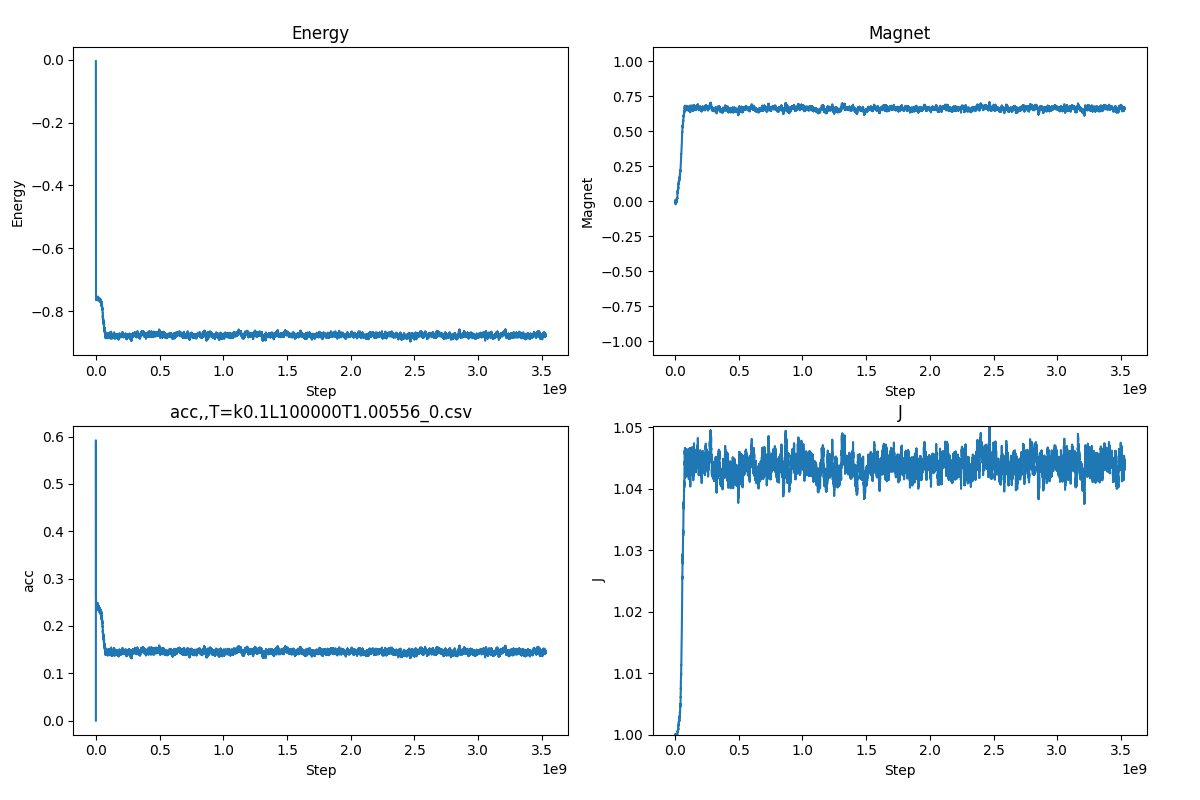 Energy
Energy
0.0
−0.2
−0.4
−0.6
−0.8
0.0 0.5 1.0 1.5 2.0 2.5 3.0 3.5
Step
1e9
Magnet
Magnet
1.00
0.75
0.50
0.25
0.00
−0.25
−0.50
−0.75
−1.00
0.0 0.5 1.0 1.5 2.0 2.5 3.0 3.5
Step
1e9
acc,,T=k0.1L100000T1.00556_0.csv
acc
0.6
0.5
0.4
0.3
0.2
0.1
0.0
0.0 0.5 1.0 1.5 2.0 2.5 3.0 3.5
Step
1e9
J
J
1.05
1.04
1.03
1.02
1.01
1.00
0.0 0.5 1.0 1.5 2.0 2.5 3.0 3.5
Step
1e9